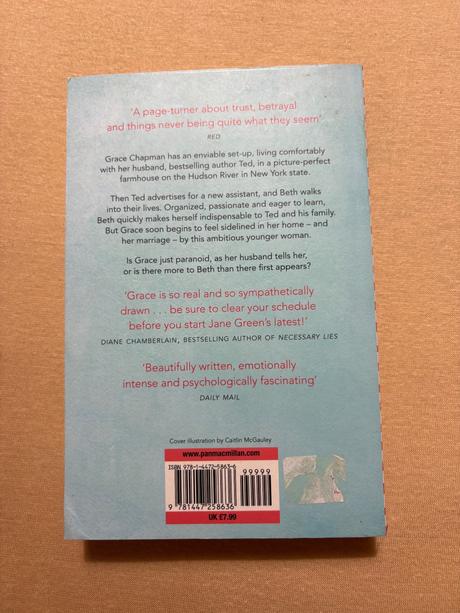 'A page-turner about trust, betrayal
and things never being quite what they seem'
RED
Grace Chapman has an enviable set-up, living comfortably
with her husband, bestselling author Ted, in a picture-perfect
farmhouse on the Hudson River in New York state.
Then Ted advertises for a new assistant, and Beth walks
into their lives. Organized, passionate and eager to learn,
Beth quickly makes herself indispensable to Ted and his family.
But Grace soon begins to feel sidelined in her home – and
her marriage – by this ambitious younger woman.
Is Grace just paranoid, as her husband tells her,
or is there more to Beth than there first appears?
'Grace is so real and so sympathetically
drawn . . . be sure to clear your schedule
before you start Jane Green's latest!'
DIANE CHAMBERLAIN, BESTSELLING AUTHOR OF NECESSARY LIES
'Beautifully written, emotionally
intense and psychologically fascinating'
DAILY MAIL
Cover illustration by Caitlin McGauley
www.panmacmillan.com
ISBN 978-1-4472-5863-6
99999
9 781447 258636
UK £7.99